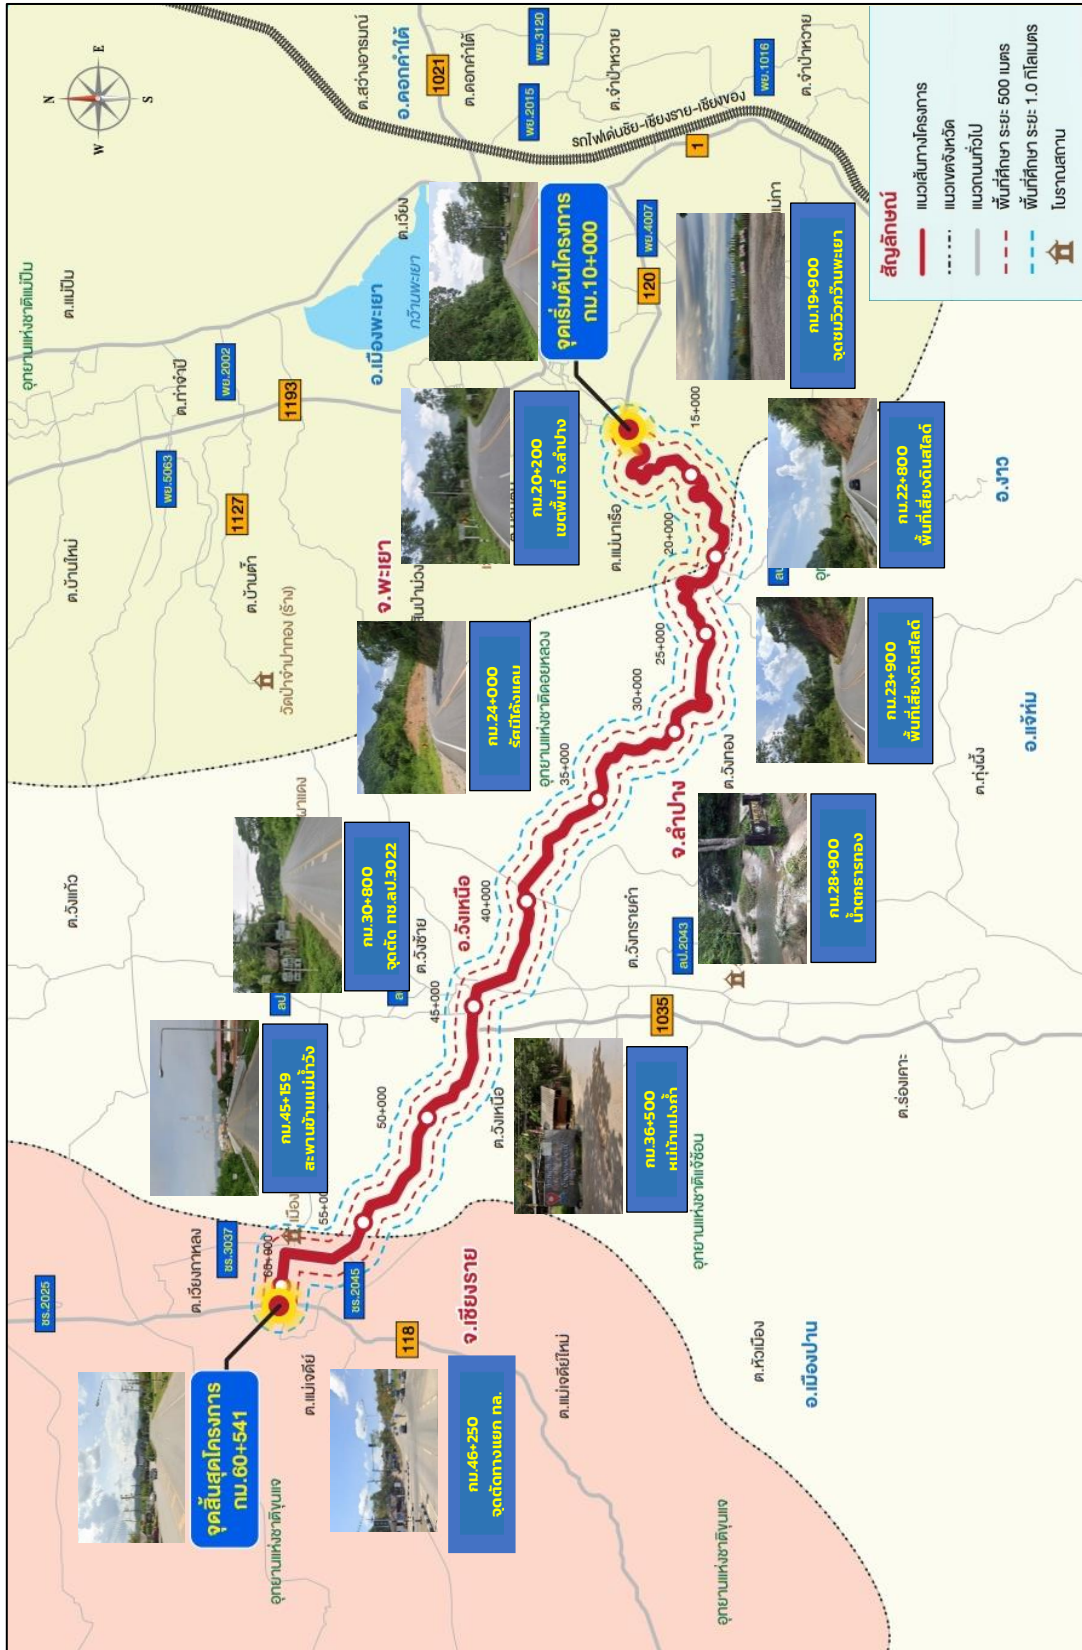 N
E
S
W
อุทยานแห่งชาติแม่ปืม
ต.แม่ปืม
ต.ท่าจำปี
พย.2002
1193
พย.5063
1127
ต.บ้านใหม่
ต.บ้านต๊ำ
วัดป่าจำปาทอง (ร้าง)
อ.เมืองพะเยา
กว๊านพะเยา
ต.เวียง
ต.สว่างอารมณ์
อ.ดอกคำใต้
1021
ต.ดอกคำใต้
พย.3120
พย.2015
ต.จำป่าหวาย
พย.1016
ต.จำป่าหวาย
รถไฟเด่นชัย-เชียงราย-เชียงของ
1
พย.4007
120
จุดเริ่มต้นโครงการ
กม.10+000
กม.19+900
จุดชมวิวกว๊านพะเยา
กม.20+200
เขตพื้นที่ จ.ลำปาง
จ.พะเยา
ต.แม่นาเรือ
15+000
20+000
25+000
30+000
35+000
40+000
45+000
50+000
60+000
กม.22+800
พื้นที่เสี่ยงดินสไลด์
อ.งาว
กม.23+900
พื้นที่เสี่ยงดินสไลด์
กม.24+000
รัศมีโค้งแคบ
อุทยานแห่งชาติดอยหลวง
อ.แจ้ห่ม
ต.ทุ่งผึ้ง
ต.วังทอง
จ.ลำปาง
กม.28+900
น้ำตกธารทอง
กม.30+800
จุดตัด ทช.ลป.3022
ต.วังแก้ว
ต.วังซ้าย
อ.วังเหนือ
ต.วังทรายคำ
ลป.2043
1035
ต.ร่องเคาะ
กม.36+500
หมู่บ้านปงถ้ำ
ต.วังเหนือ
อุทยานแห่งชาติแจ้ซ้อน
กม.45+159
สะพานข้ามแม่น้ำวัง
กม.46+250
จุดตัดทางแยก ทล.
118
จ.เชียงราย
ชร.2045
ชร.3037
ชร.2025
ต.เวียงกาหลง
ต.แม่เจดีย์
ต.แม่เจดีย์ใหม่
จุดสิ้นสุดโครงการ
กม.60+541
อุทยานแห่งชาติขุนแจ
อุทยานแห่งชาติขุนแจ
ต.หัวเมือง
อ.เมืองปาน
สัญลักษณ์
แนวเส้นทางโครงการ
แนวเขตจังหวัด
แนวถนนทั่วไป
พื้นที่ศึกษา ระยะ 500 เมตร
พื้นที่ศึกษา ระยะ 1.0 กิโลเมตร
โบราณสถาน